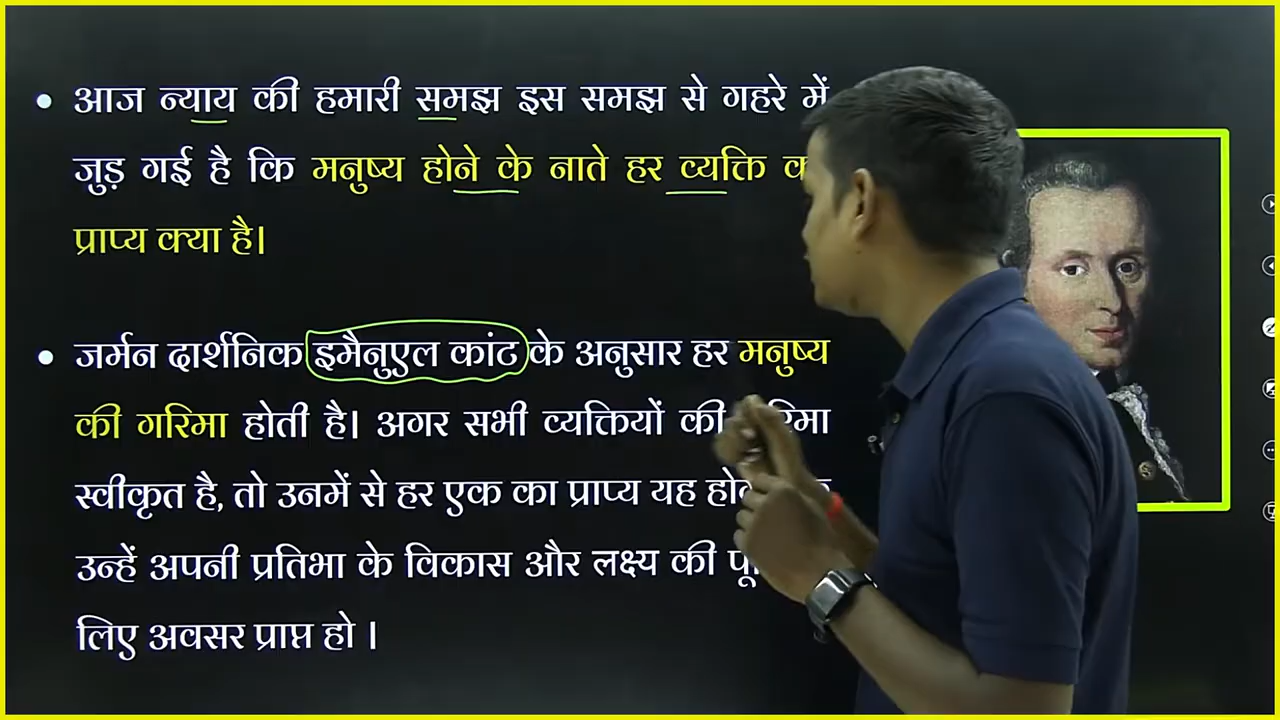 आज न्याय की हमारी समझ इस समझ से गहरे में
जुड़ गई है कि मनुष्य होने के नाते हर व्यक्ति
प्राप्य क्या है।
जर्मन दार्शनिक इमैनुएल कांट के अनुसार हर मनुष्य
की गरिमा होती है। अगर सभी व्यक्तियों की
स्वीकृत है, तो उनमें से हर एक का प्राप्य यह
उन्हें अपनी प्रतिभा के विकास और लक्ष्य की
लिए अवसर प्राप्त हो ।